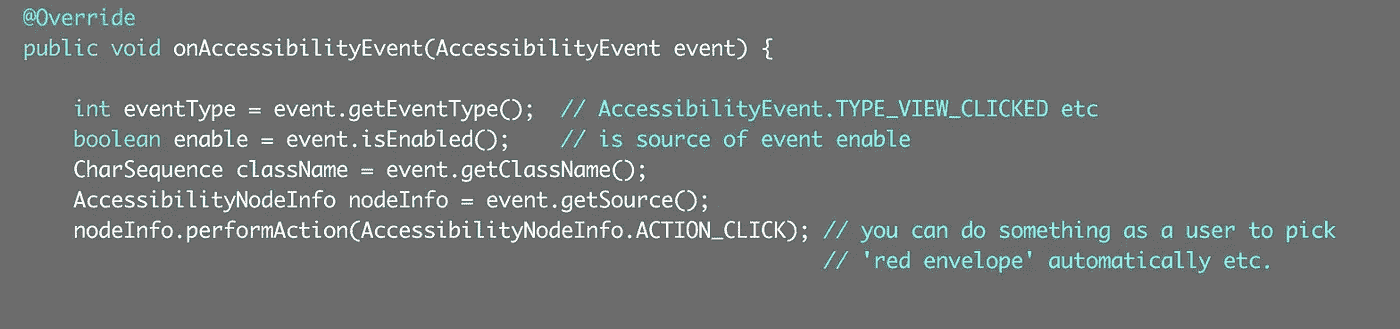 @Override
public void onAccessibilityEvent(AccessibilityEvent event) {
int eventType = event.getEventType();  // AccessibilityEvent.TYPE_VIEW_CLICKED etc
boolean enable = event.isEnabled();    // is source of event enable
CharSequence className = event.getClassName();
AccessibilityNodeInfo nodeInfo = event.getSource();
nodeInfo.performAction(AccessibilityNodeInfo.ACTION_CLICK); // you can do something as a user to pick
// 'red envelope' automatically etc.